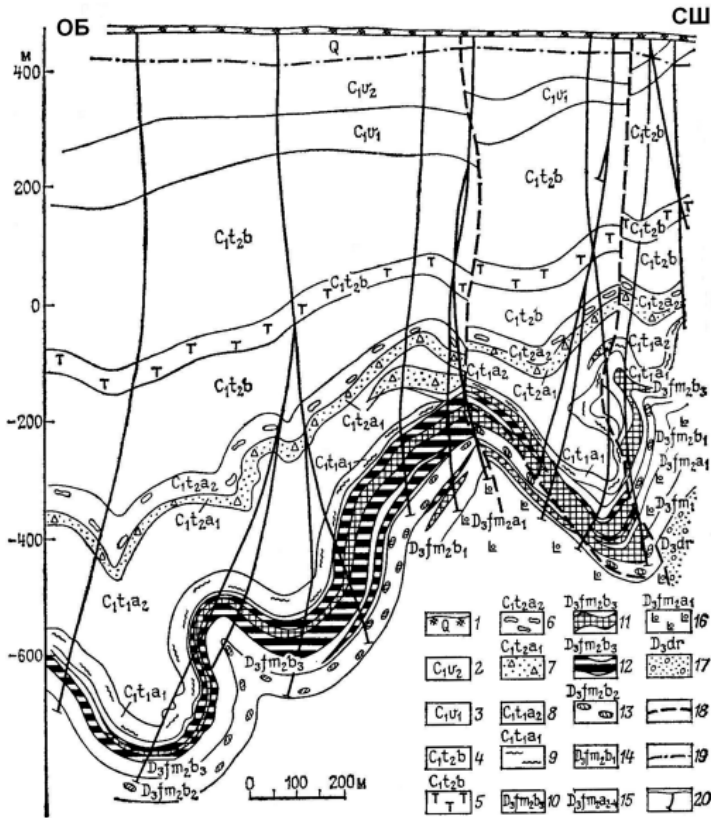 ОБ СШ
м
400
200
0
-200
-400
-600
Q
C₁v₂
C₁v₁
C₁v₁
C₁t₂b
C₁t₂b
C₁t₂b
C₁t₂b
C₁t₂b
C₁t₂b
C₁t₂b
C₁t₂b
C₁t₂a₂
C₁t₂a₂
C₁t₁a₂
C₁t₁a₂
C₁t₂a₂
C₁t₂a₁
C₁t₁a₁
D₃fm₂b₃
C₁t₂a₁
C₁t₁a₁
C₁t₁a₁
D₃fm₂b₁
D₃fm₂a₁
D₃fm₁
D₃dr
C₁t₂a₂
C₁t₂a₁
D₃fm₂a₁
D₃fm₂b₁
C₁t₁a₂
D₃fm₂b₃
C₁t₁a₁
D₃fm₂b₃
D₃fm₂b₂
0 100 200
м
Q 1
C₁v₂ 2
C₁v₁ 3
C₁t₂b 4
C₁t₂b
T T T 5
C₁t₂a₂ 6
C₁t₂a₁ 7
C₁t₁a₂ 8
C₁t₁a₁ 9
D₃fm₂b₃ 10
D₃fm₂b₃ 11
D₃fm₂b₃ 12
D₃fm₂b₂ 13
D₃fm₂b₁ 14
D₃fm₂a₂ 15
D₃fm₂a₁ 16
D₃dr 17
18
19
20